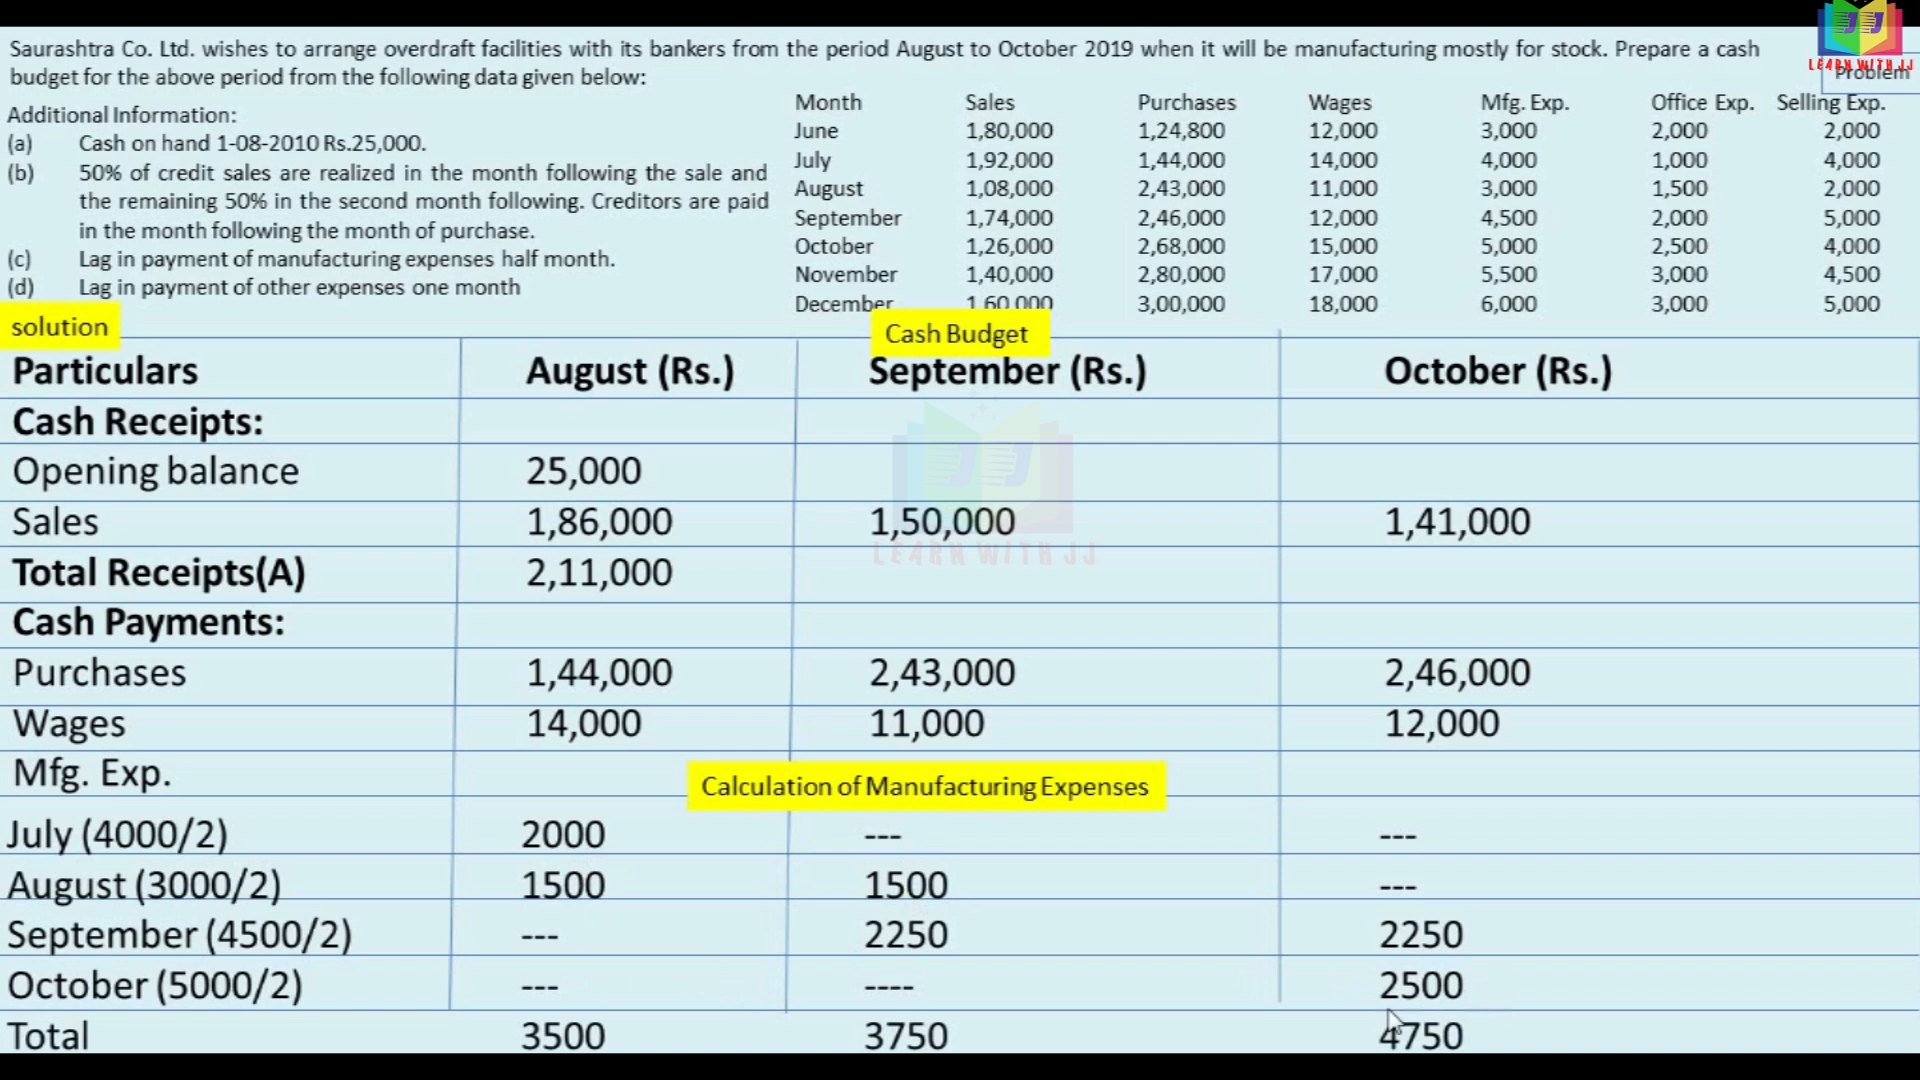 Saurashtra Co. Ltd. wishes to arrange overdraft facilities with its bankers from the period August to October 2019 when it will be manufacturing mostly for stock. Prepare a cash
budget for the above period from the following data given below:
LEARN WITH JJ
Problem
Additional Information:
(a) Cash on hand 1-08-2010 Rs.25,000.
(b) 50% of credit sales are realized in the month following the sale and
the remaining 50% in the second month following. Creditors are paid
in the month following the month of purchase.
(c) Lag in payment of manufacturing expenses half month.
(d) Lag in payment of other expenses one month
Month Sales Purchases Wages Mfg. Exp. Office Exp. Selling Exp.
June 1,80,000 1,24,800 12,000 3,000 2,000 2,000
July 1,92,000 1,44,000 14,000 4,000 1,000 4,000
August 1,08,000 2,43,000 11,000 3,000 1,500 2,000
September 1,74,000 2,46,000 12,000 4,500 2,000 5,000
October 1,26,000 2,68,000 15,000 5,000 2,500 4,000
November 1,40,000 2,80,000 17,000 5,500 3,000 4,500
December 1,60,000 3,00,000 18,000 6,000 3,000 5,000
solution
Cash Budget
Particulars August (Rs.) September (Rs.) October (Rs.)
Cash Receipts:
Opening balance 25,000
Sales 1,86,000 1,50,000 1,41,000
LEARN WITH JJ
Total Receipts(A) 2,11,000
Cash Payments:
Purchases 1,44,000 2,43,000 2,46,000
Wages 14,000 11,000 12,000
Mfg. Exp.
Calculation of Manufacturing Expenses
July (4000/2) 2000 --- ---
August (3000/2) 1500 1500 ---
September (4500/2) --- 2250 2250
October (5000/2) --- ---- 2500
Total 3500 3750 4750